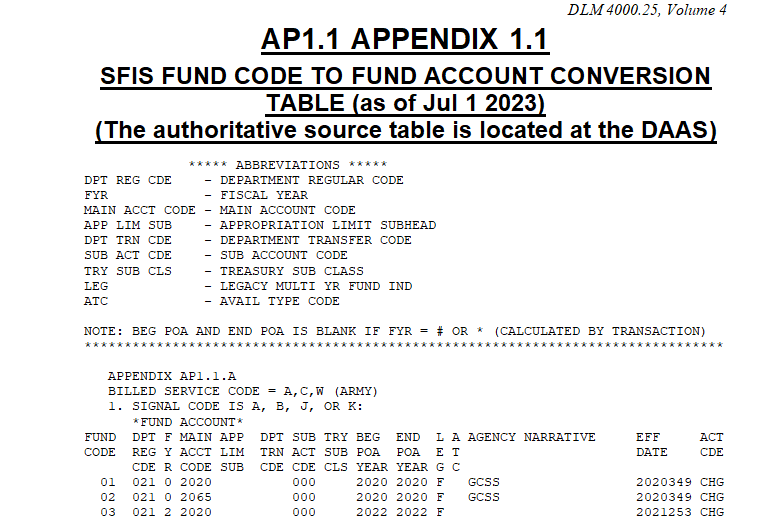 DLM 4000.25, Volume 4
AP1.1 APPENDIX 1.1
SFIS FUND CODE TO FUND ACCOUNT CONVERSION
TABLE (as of Jul 1 2023)
(The authoritative source table is located at the DAAS)
***** ABBREVIATIONS *****
DPT REG CDE    - DEPARTMENT REGULAR CODE
FYR            - FISCAL YEAR
MAIN ACCT CODE - MAIN ACCOUNT CODE
APP LIM SUB    - APPROPRIATION LIMIT SUBHEAD
DPT TRN CDE    - DEPARTMENT TRANSFER CODE
SUB ACT CDE    - SUB ACCOUNT CODE
TRY SUB CLS    - TREASURY SUB CLASS
LEG            - LEGACY MULTI YR FUND IND
ATC            - AVAIL TYPE CODE
NOTE: BEG POA AND END POA IS BLANK IF FYR = # OR * (CALCULATED BY TRANSACTION)
********************************************************************************
APPENDIX AP1.1.A
BILLED SERVICE CODE = A,C,W (ARMY)
1. SIGNAL CODE IS A, B, J, OR K:
*FUND ACCOUNT*
FUND  DPT F MAIN APP  DPT SUB TRY BEG  END  L A AGENCY NARRATIVE     EFF     ACT
CODE  REG Y ACCT LIM  TRN ACT SUB POA  POA  E T                      DATE    CDE
CDE R CODE SUB  CDE CDE CLS YEAR YEAR G C
01  021 0 2020          000     2020 2020 F   GCSS                 2020349 CHG
02  021 0 2065          000     2020 2020 F   GCSS                 2020349 CHG
03  021 2 2020          000     2022 2022 F                        2021253 CHG